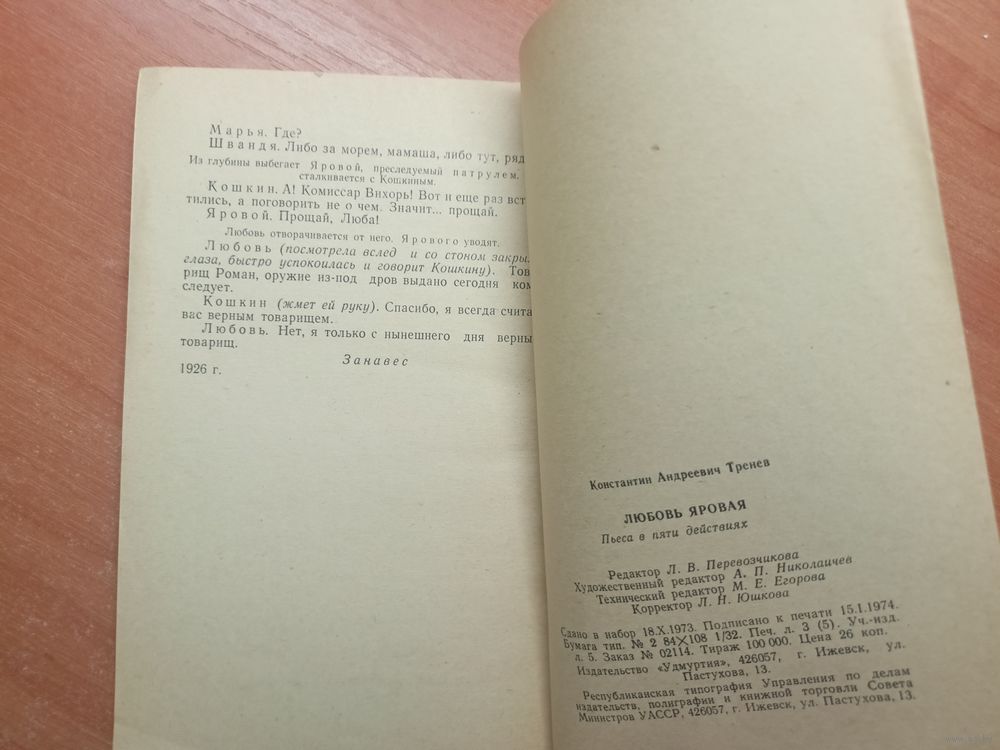 Марья. Где?
Швандя. Либо за морем, мамаша, либо тут, ряд
Из глубины выбегает Яровой, преследуемый патрулем,
сталкивается с Кошкиным.
Кошкин. А! Комиссар Вихорь! Вот и еще раз вст
тились, а поговорить не о чем. Значит... прощай.
Яровой. Прощай, Люба!
Любовь отворачивается от него. Ярового уводят.
Любовь (посмотрела вслед и со стоном закры
глаза, быстро успокоилась и говорит Кошкину). Тов
рищ Роман, оружие из-под дров выдано сегодня ком
следует.
Кошкин (жмет ей руку). Спасибо, я всегда счита
вас верным товарищем.
Любовь. Нет, я только с нынешнего дня верны
товарищ.
Занавес
1926 г.
Константин Андреевич Тренев
ЛЮБОВЬ ЯРОВАЯ
Пьеса в пяти действиях
Редактор Л. В. Перевозчикова
Художественный редактор А. П. Николаичев
Технический редактор М. Е. Егорова
Корректор Л. Н. Юшкова
Сдано в набор 18.X.1973. Подписано к печати 15.I.1974.
Бумага тип. № 2 84×108 1/32. Печ. л. 3 (5). Уч.-изд.
л. 5. Заказ № 02114. Тираж 100 000. Цена 26 коп.
Издательство «Удмуртия», 426057, г. Ижевск, ул.
Пастухова, 13.
Республиканская типография Управления по делам
издательств, полиграфии и книжной торговли Совета
Министров УАССР, 426057, г. Ижевск, ул. Пастухова, 13.